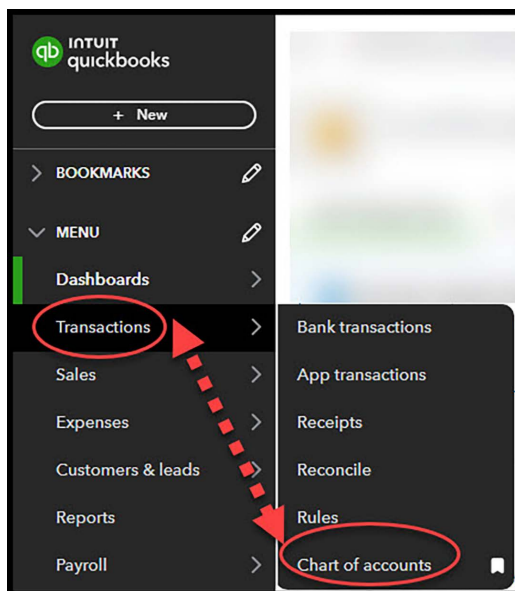 qb INTUIT
quickbooks
+ New
BOOKMARKS
MENU
Dashboards
Transactions
Sales
Expenses
Customers & leads
Reports
Payroll
Bank transactions
App transactions
Receipts
Reconcile
Rules
Chart of accounts